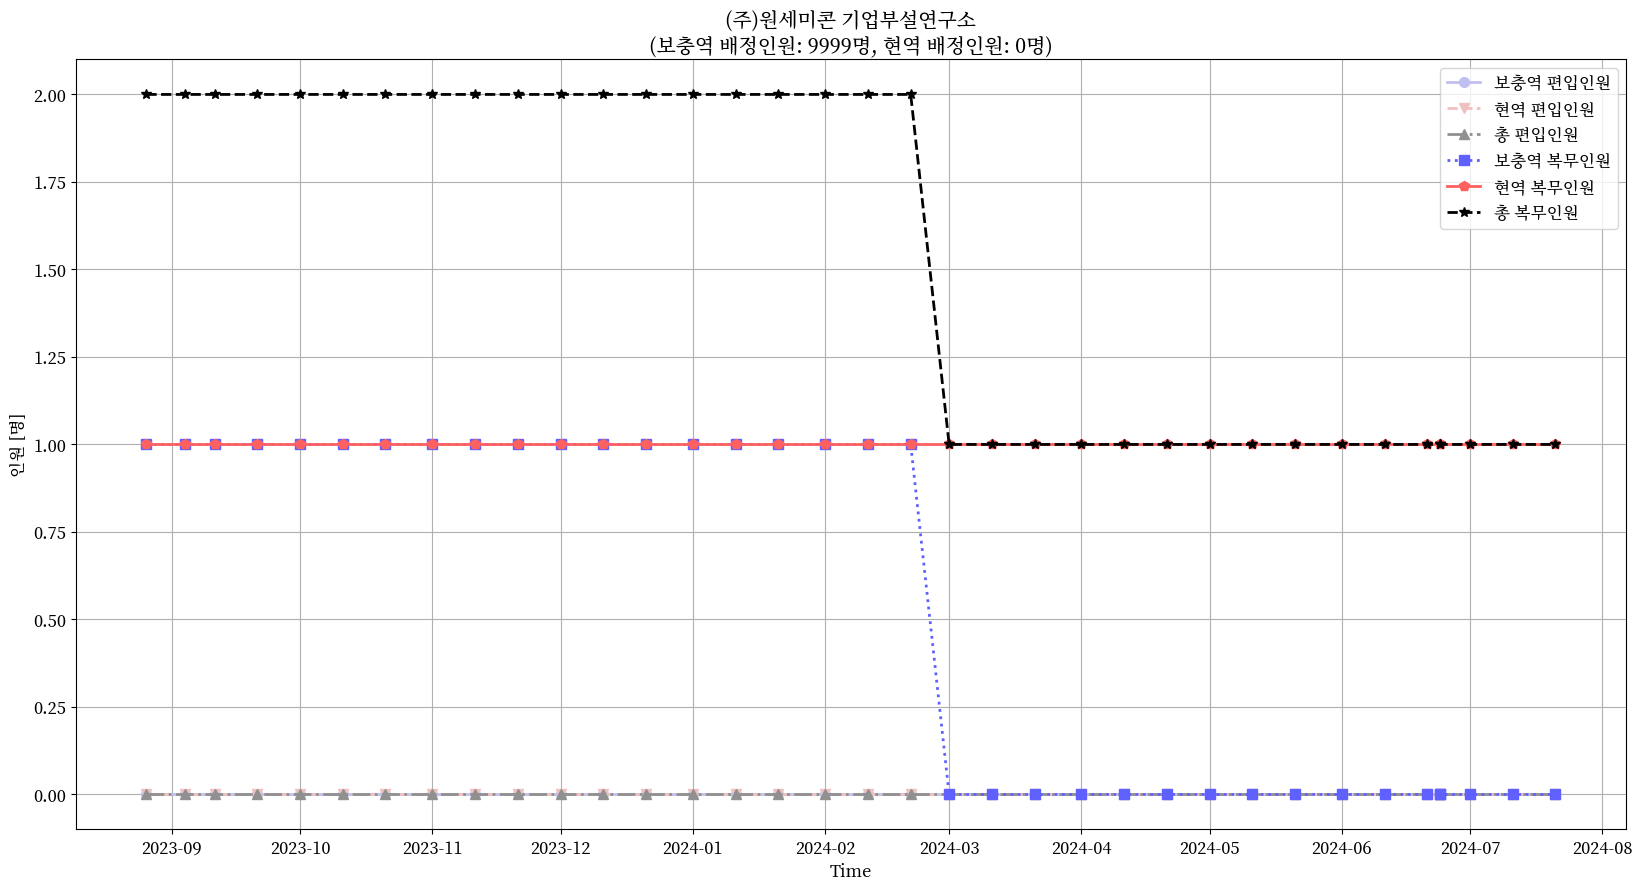 (주)원세미콘 기업부설연구소
(보충역 배정인원: 9999명, 현역 배정인원: 0명)
보충역 편입인원
현역 편입인원
총 편입인원
보충역 복무인원
현역 복무인원
총 복무인원
인원 [명]
2.00
1.75
1.50
1.25
1.00
0.75
0.50
0.25
0.00
2023-09 2023-10 2023-11 2023-12 2024-01 2024-02 2024-03 2024-04 2024-05 2024-06 2024-07 2024-08
Time